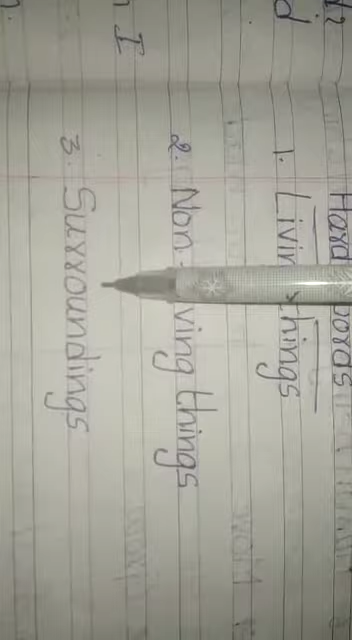 Hard words
1. Living things
2. Non-living things
3. Surroundings
I